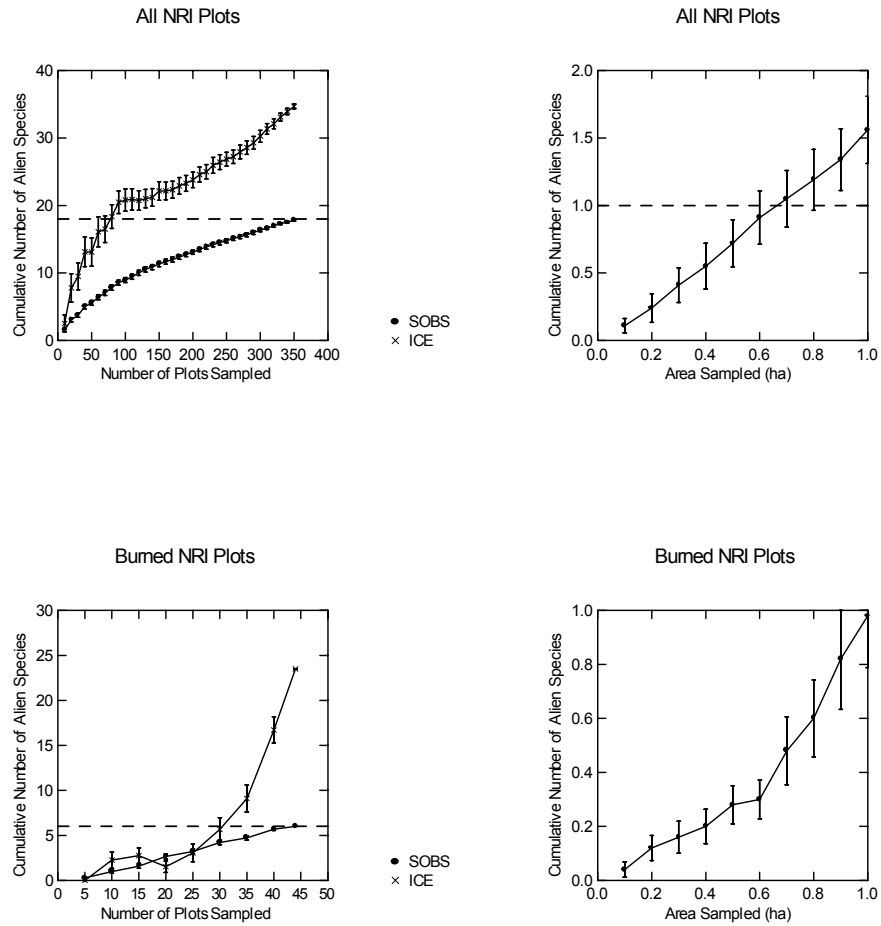 All NRI Plots
Cumulative Number of Alien Species
40
30
20
10
0
0 50 100 150 200 250 300 350 400
Number of Plots Sampled
SOBS
ICE
All NRI Plots
Cumulative Number of Alien Species
2.0
1.5
1.0
0.5
0.0
0.0 0.2 0.4 0.6 0.8 1.0
Area Sampled (ha)
Burned NRI Plots
Cumulative Number of Alien Species
30
25
20
15
10
5
0
0 5 10 15 20 25 30 35 40 45 50
Number of Plots Sampled
SOBS
ICE
Burned NRI Plots
Cumulative Number of Alien Species
1.0
0.8
0.6
0.4
0.2
0.0
0.0 0.2 0.4 0.6 0.8 1.0
Area Sampled (ha)